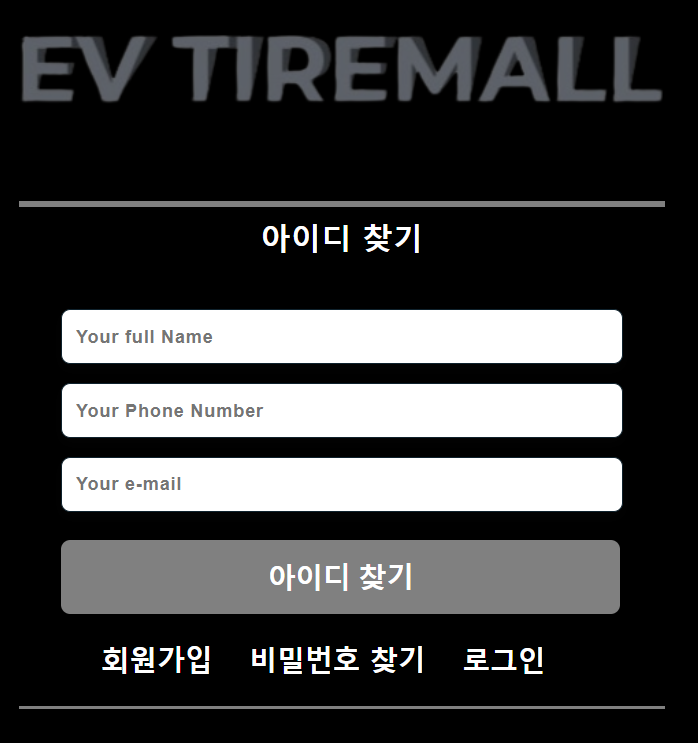 EV TIREMALL
아이디 찾기
Your full Name
Your Phone Number
Your e-mail
아이디 찾기
회원가입 비밀번호 찾기 로그인